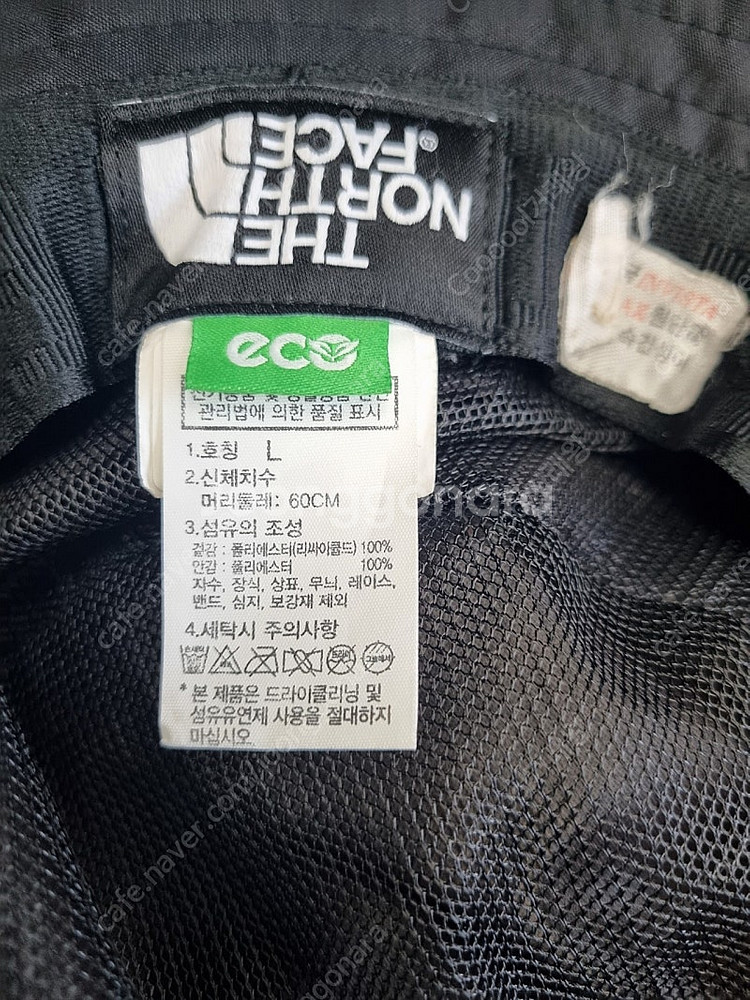 THE
NORTH
FACE
eco
관리법에 의한 품질 표시
1.호칭 L
2.신체치수
머리둘레: 60CM
3.섬유의 조성
겉감 : 폴리에스터(리싸이클드) 100%
안감 : 폴리에스터 100%
자수, 장식, 상표, 무늬, 레이스,
밴드, 심지, 보강재 제외
4.세탁시 주의사항
* 본 제품은 드라이클리닝 및
섬유유연제 사용을 절대하지
마십시오
joonggonara
cafe.naver.com/joonggonara